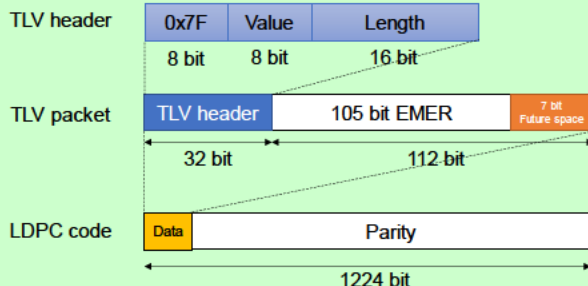 TLV header
0x7F Value Length
8 bit 8 bit 16 bit
TLV packet
TLV header 105 bit EMER 7 bit
Future space
32 bit 112 bit
LDPC code
Data Parity
1224 bit